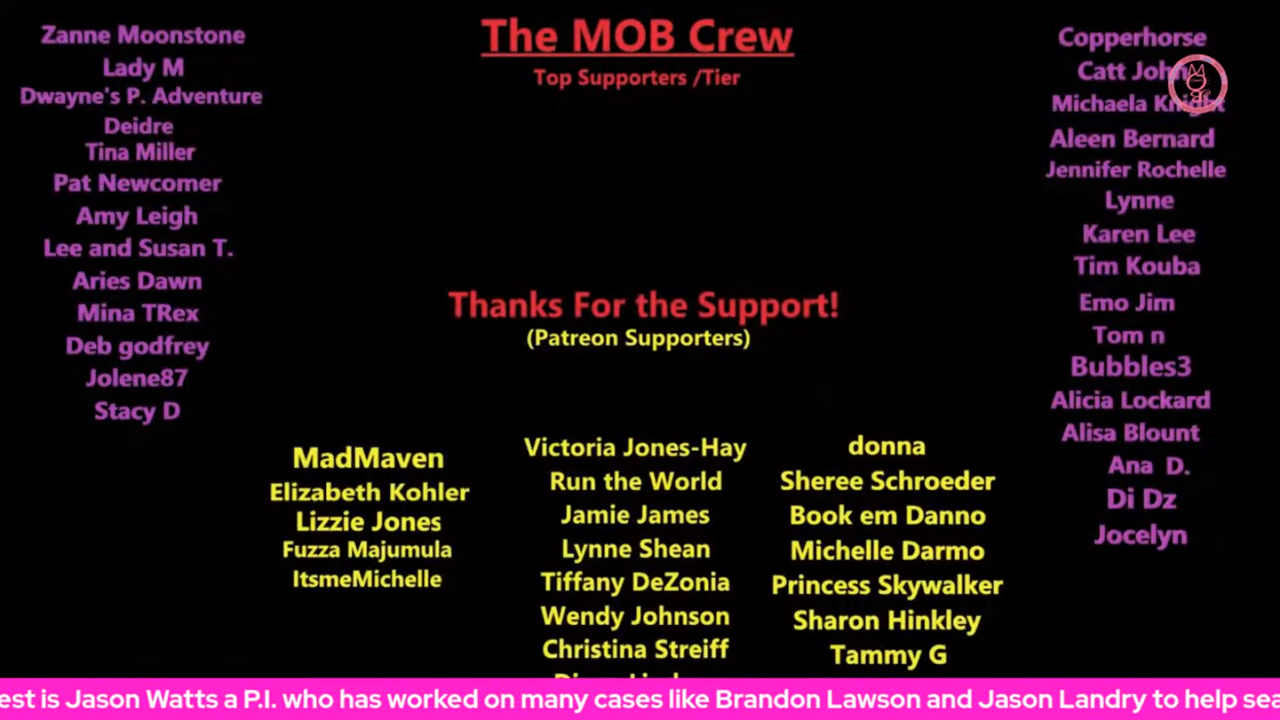 The MOB Crew
Top Supporters /Tier
Zanne Moonstone
Lady M
Dwayne's P. Adventure
Deidre
Tina Miller
Pat Newcomer
Amy Leigh
Lee and Susan T.
Aries Dawn
Mina TRex
Deb godfrey
Jolene87
Stacy D
Copperhorse
Catt John
Michaela Knight
Aleen Bernard
Jennifer Rochelle
Lynne
Karen Lee
Tim Kouba
Emo Jim
Tom n
Bubbles3
Alicia Lockard
Alisa Blount
Ana D.
Di Dz
Jocelyn
Thanks For the Support!
(Patreon Supporters)
MadMaven
Elizabeth Kohler
Lizzie Jones
Fuzza Majumula
ItsmeMichelle
Victoria Jones-Hay
Run the World
Jamie James
Lynne Shean
Tiffany DeZonia
Wendy Johnson
Christina Streiff
donna
Sheree Schroeder
Book em Danno
Michelle Darmo
Princess Skywalker
Sharon Hinkley
Tammy G
est is Jason Watts a P.I. who has worked on many cases like Brandon Lawson and Jason Landry to help sea